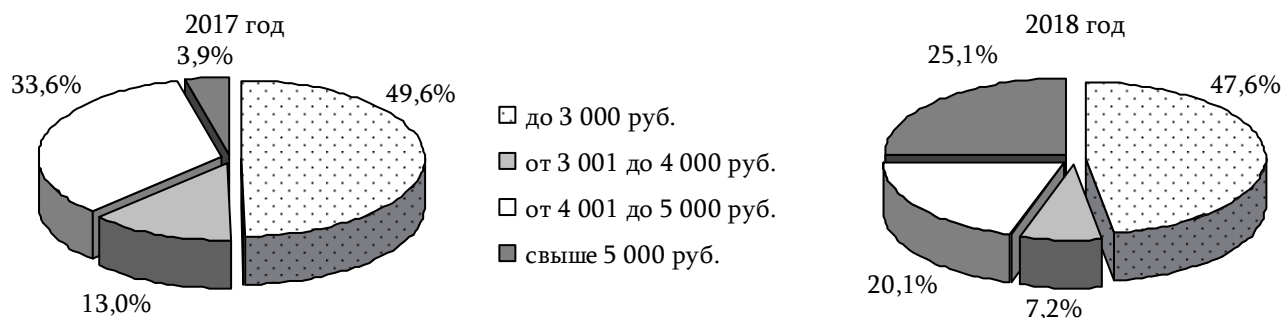 2017 год
3,9%
33,6%
49,6%
13,0%
до 3 000 руб.
от 3 001 до 4 000 руб.
от 4 001 до 5 000 руб.
свыше 5 000 руб.
2018 год
25,1%
47,6%
20,1%
7,2%